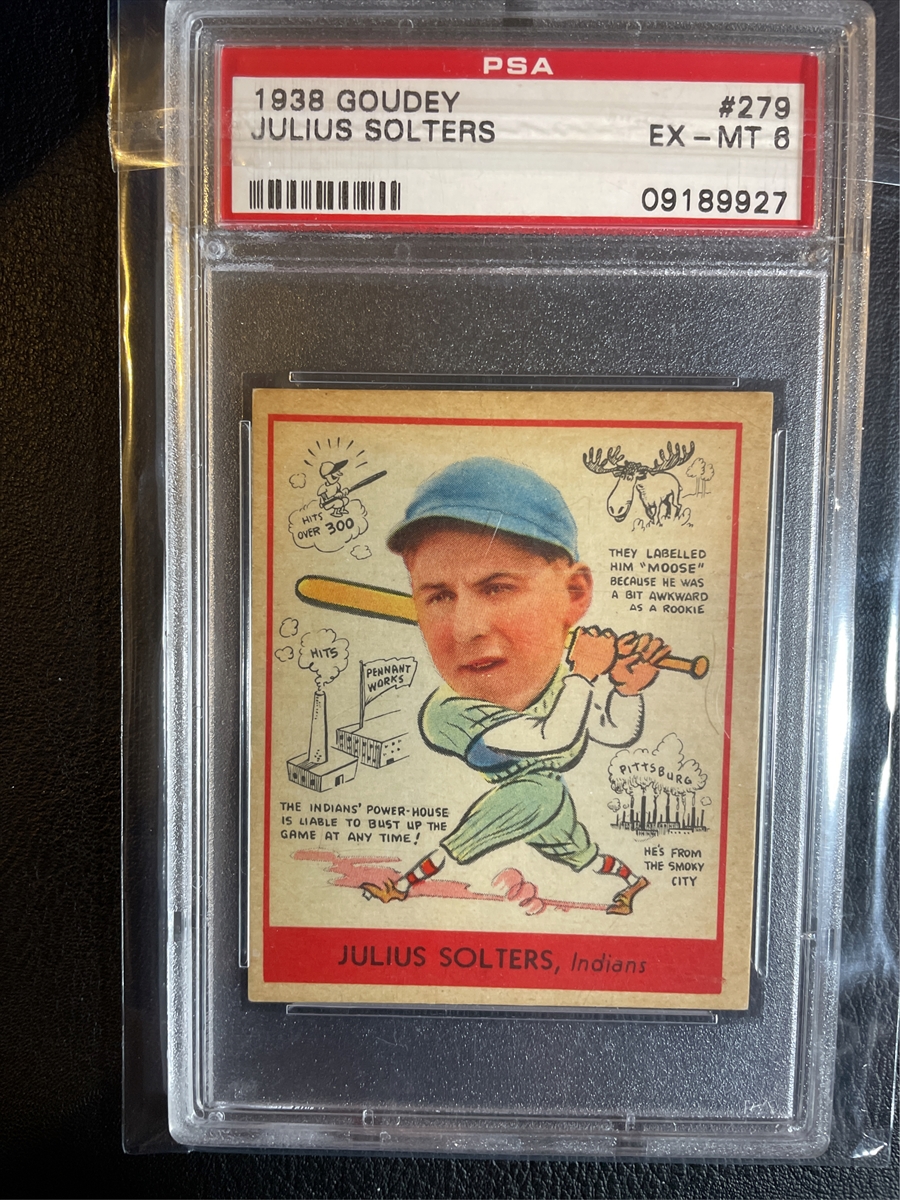 PSA
1938 GOUDEY #279
JULIUS SOLTERS EX - MT 6
09189927
HITS
OVER 300
THEY LABELLED
HIM "MOOSE"
BECAUSE HE WAS
A BIT AWKWARD
AS A ROOKIE
HITS
PENNANT
WORKS
THE INDIANS' POWER-HOUSE
IS LIABLE TO BUST UP THE
GAME AT ANY TIME!
PITTSBURG
HE'S FROM
THE SMOKY
CITY
JULIUS SOLTERS, Indians